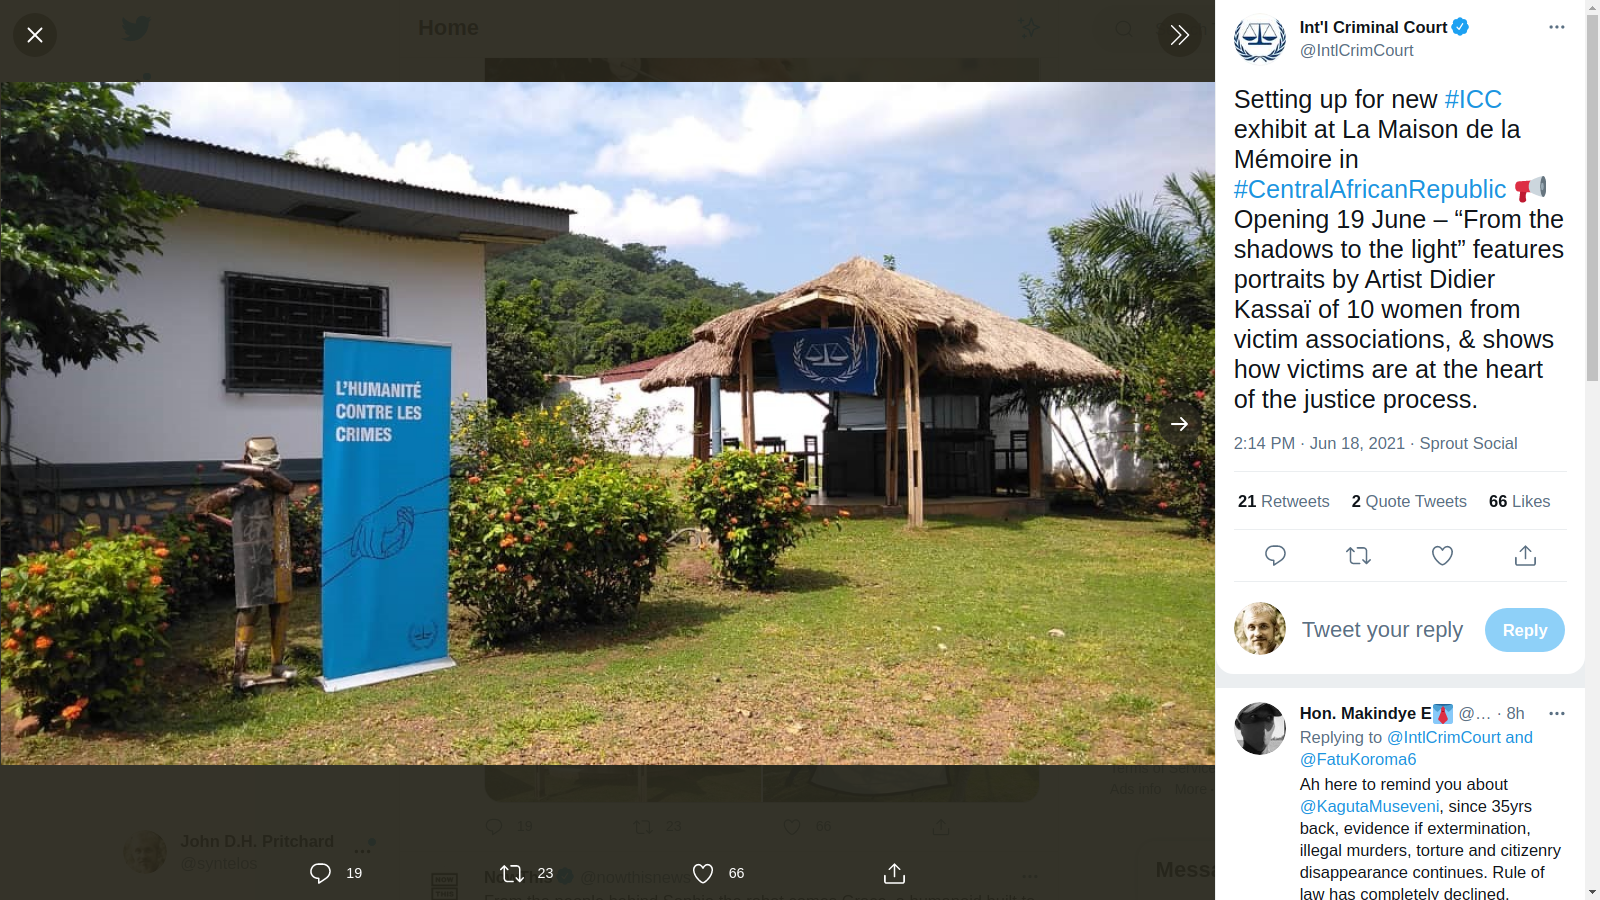 Home
L'HUMANITÉ
CONTRE LES
CRIMES
19
23
66
John D.H. Pritchard
@syntelos
@nowthisnews
19
23
66
Int'l Criminal Court
@IntlCrimCourt
Setting up for new #ICC
exhibit at La Maison de la
Mémoire in
#CentralAfricanRepublic
Opening 19 June – “From the
shadows to the light” features
portraits by Artist Didier
Kassaï of 10 women from
victim associations, & shows
how victims are at the heart
of the justice process.
2:14 PM · Jun 18, 2021 · Sprout Social
21 Retweets 2 Quote Tweets 66 Likes
Tweet your reply
Reply
Hon. Makindye E @... · 8h
Replying to @IntlCrimCourt and
@FatuKoroma6
Ah here to remind you about
@KagutaMuseveni, since 35yrs
back, evidence if extermination,
illegal murders, torture and citizenry
disappearance continues. Rule of
law has completely declined.